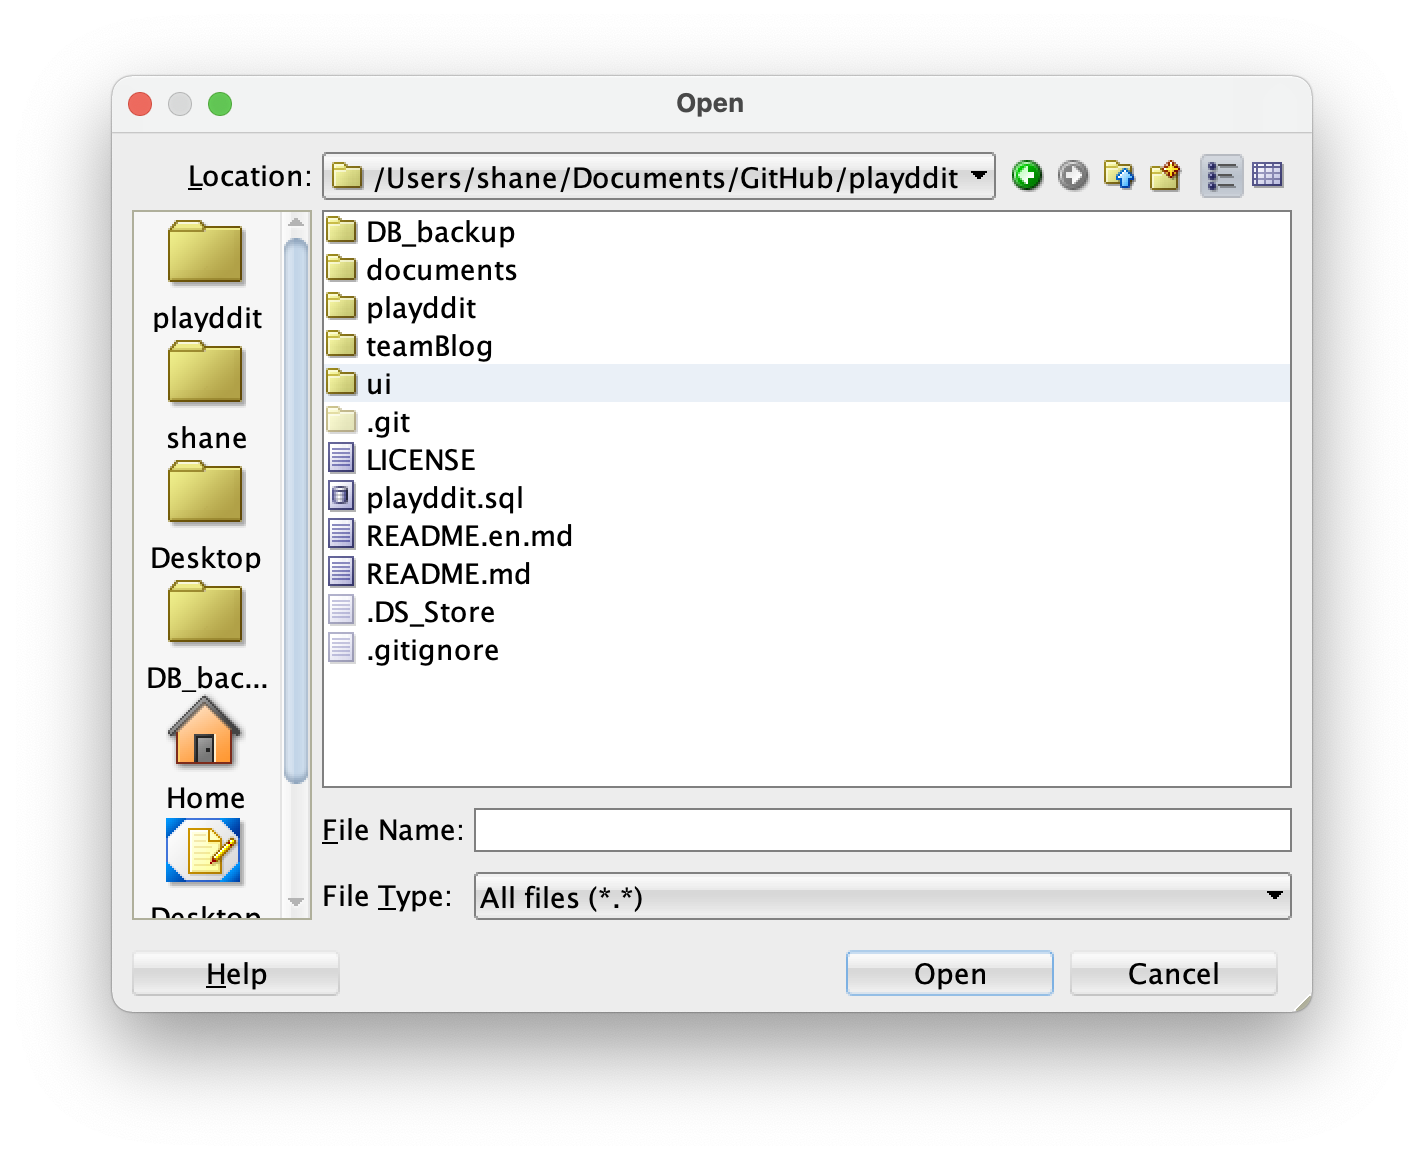 Open
Location: /Users/shane/Documents/GitHub/playddit
playddit
shane
Desktop
DB_bac...
Home
Desktop
DB_backup
documents
playddit
teamBlog
ui
.git
LICENSE
playddit.sql
README.en.md
README.md
.DS_Store
.gitignore
File Name:
File Type: All files (*.*)
Help Open Cancel